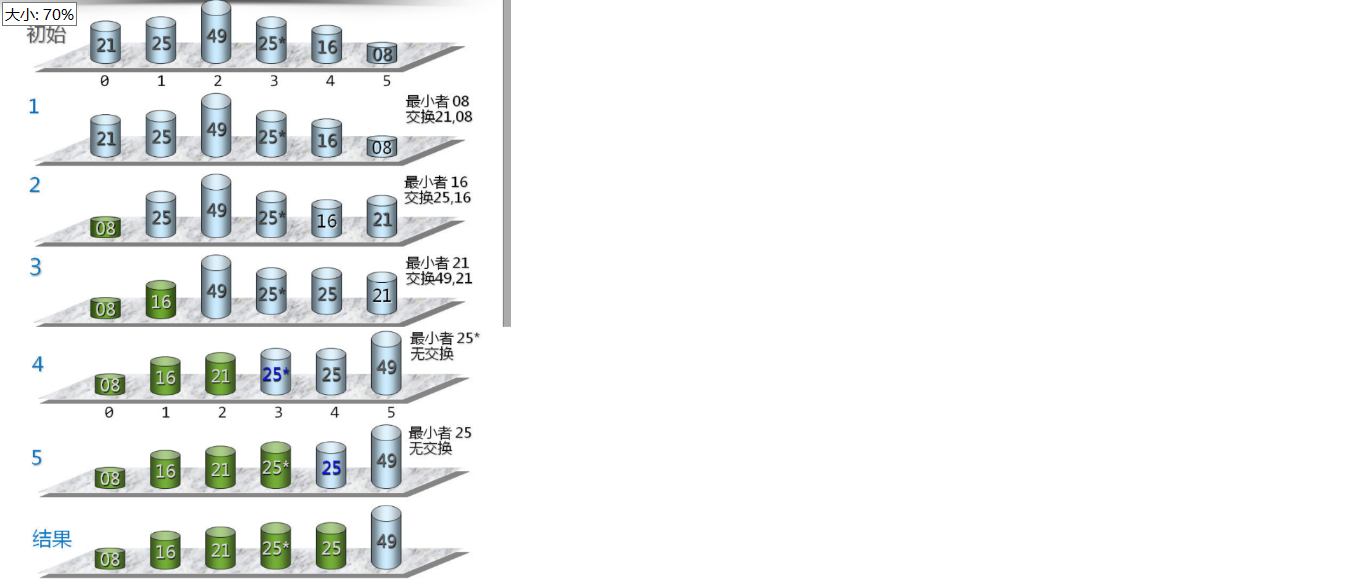 大小: 70%
初始
21 25 49 25* 16 08
0 1 2 3 4 5
1
最小者 08
交换21,08
21 25 49 25* 16 08
2
最小者 16
交换25,16
08 25 49 25* 16 21
3
最小者 21
交换49,21
08 16 49 25* 25 21
4
最小者 25*
无交换
08 16 21 25* 25 49
0 1 2 3 4 5
5
最小者 25
无交换
08 16 21 25* 25 49
结果
08 16 21 25* 25 49